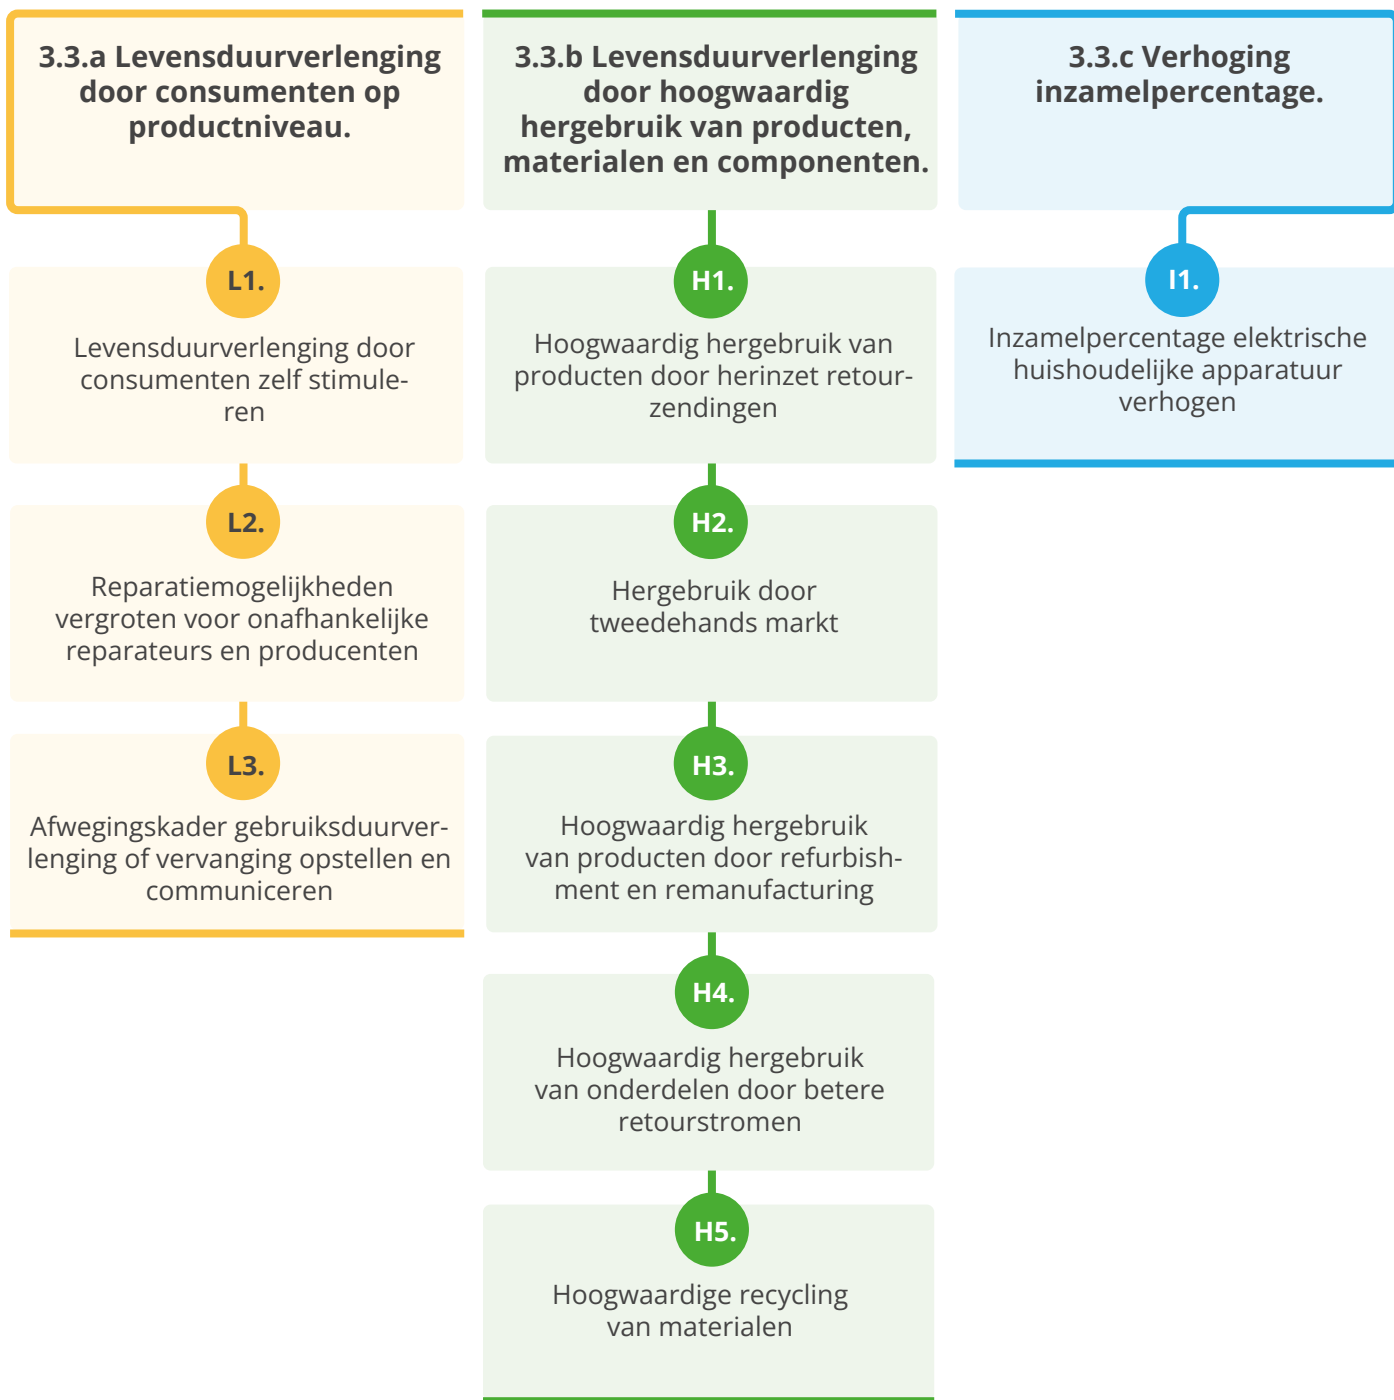 3.3.a Levensduurverlenging
door consumenten op
productniveau.
L1.
Levensduurverlenging door
consumenten zelf stimule-
ren
L2.
Reparatiemogelijkheden
vergroten voor onafhankelijke
reparateurs en producenten
L3.
Afwegingskader gebruiksduurver-
lenging of vervanging opstellen en
communiceren
3.3.b Levensduurverlenging
door hoogwaardig
hergebruik van producten,
materialen en componenten.
H1.
Hoogwaardig hergebruik van
producten door herinzet retour-
zendingen
H2.
Hergebruik door
tweedehands markt
H3.
Hoogwaardig hergebruik
van producten door refurbish-
ment en remanufacturing
H4.
Hoogwaardig hergebruik
van onderdelen door betere
retourstromen
H5.
Hoogwaardige recycling
van materialen
3.3.c Verhoging
inzamelpercentage.
I1.
Inzamelpercentage elektrische
huishoudelijke apparatuur
verhogen